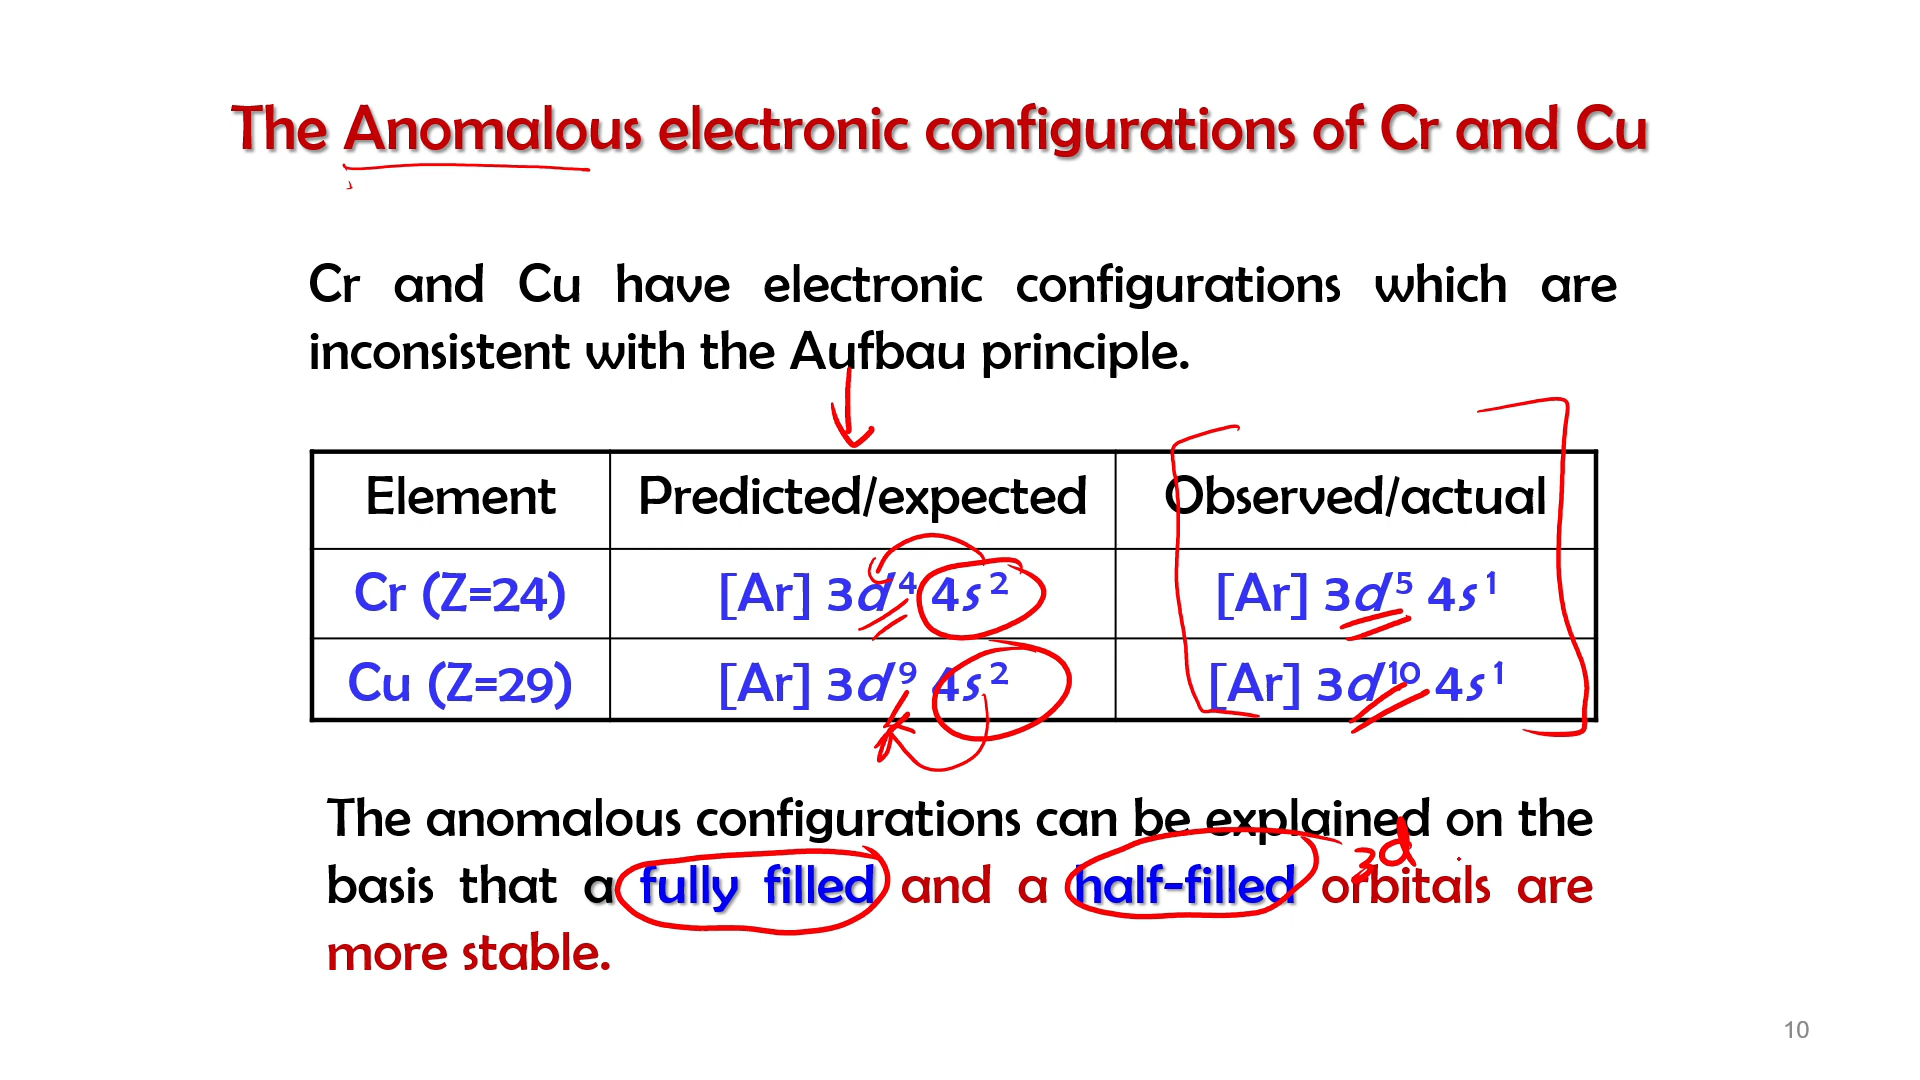 The Anomalous electronic configurations of Cr and Cu
Cr and Cu have electronic configurations which are
inconsistent with the Aufbau principle.
Element Predicted/expected Observed/actual
Cr (Z=24) [Ar] 3d⁴ 4s² [Ar] 3d⁵ 4s¹
Cu (Z=29) [Ar] 3d⁹ 4s² [Ar] 3d¹⁰ 4s¹
The anomalous configurations can be explained on the
3d
basis that a fully filled and a half-filled orbitals are
more stable.
10